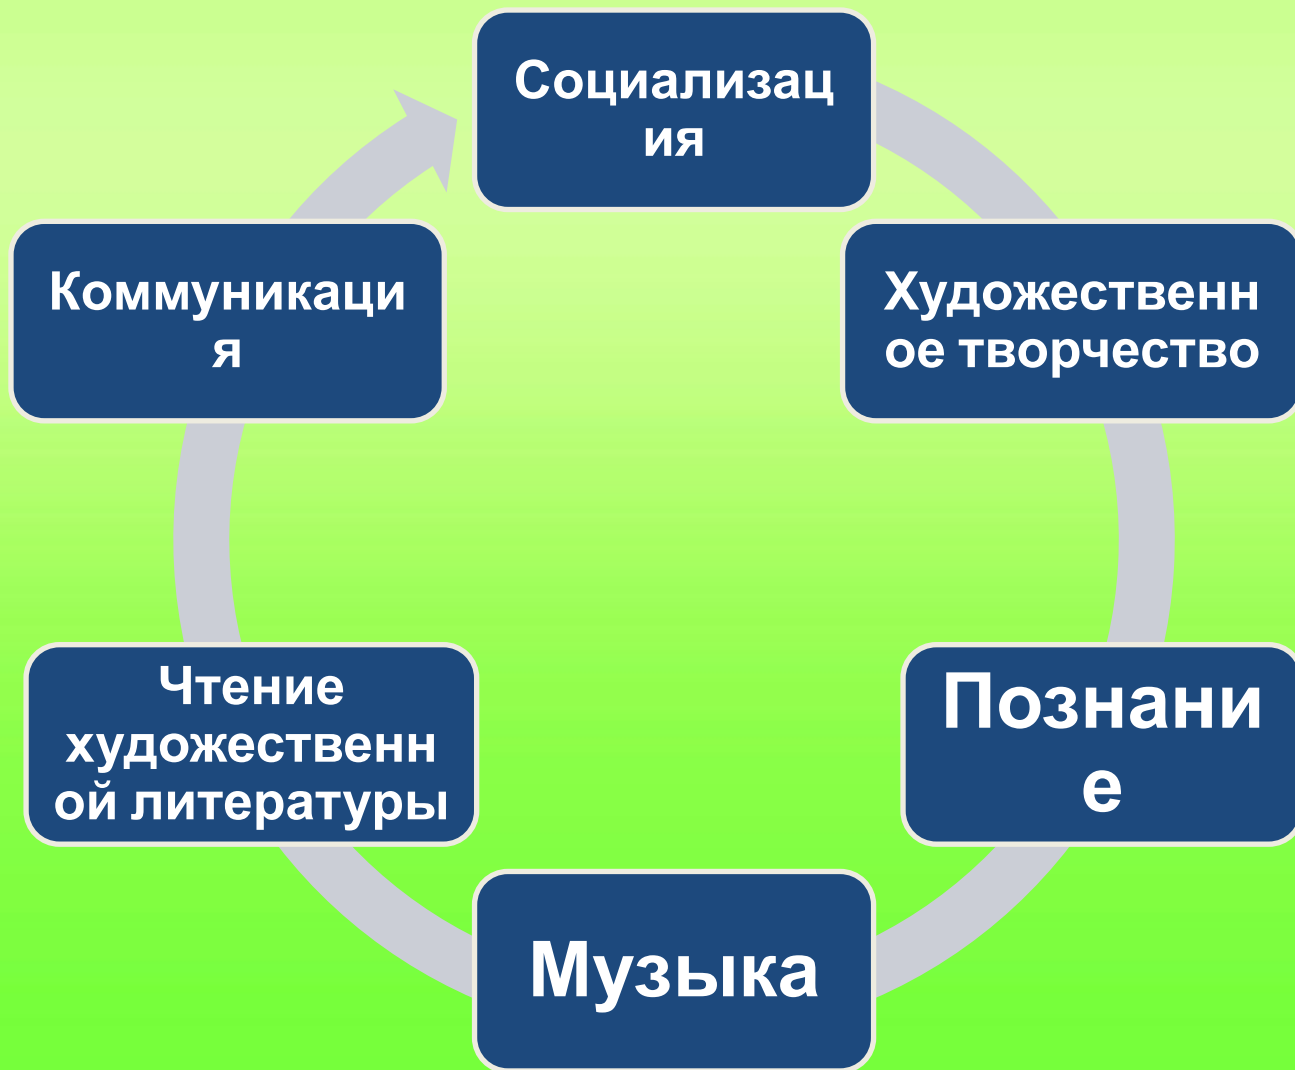 Социализац
ия
Художественн
ое творчество
Познани
е
Музыка
Чтение
художественн
ой литературы
Коммуникаци
я